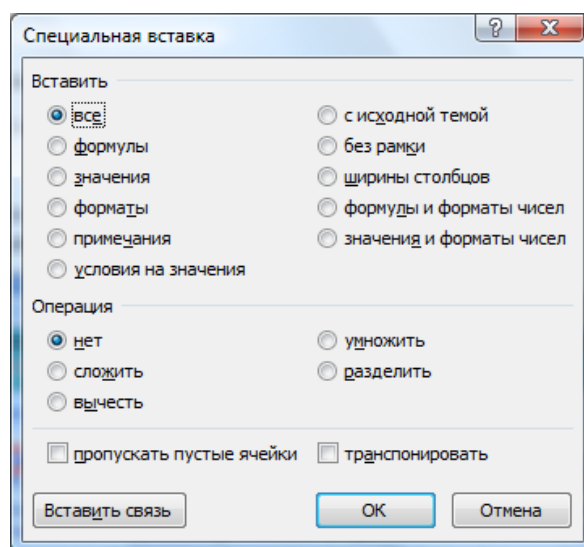 Специальная вставка
Вставить
все
с исходной темой
формулы
без рамки
значения
ширины столбцов
форматы
формулы и форматы чисел
примечания
значения и форматы чисел
условия на значения
Операция
нет
умножить
сложить
разделить
вычесть
пропускать пустые ячейки
транспонировать
Вставить связь
ОК
Отмена